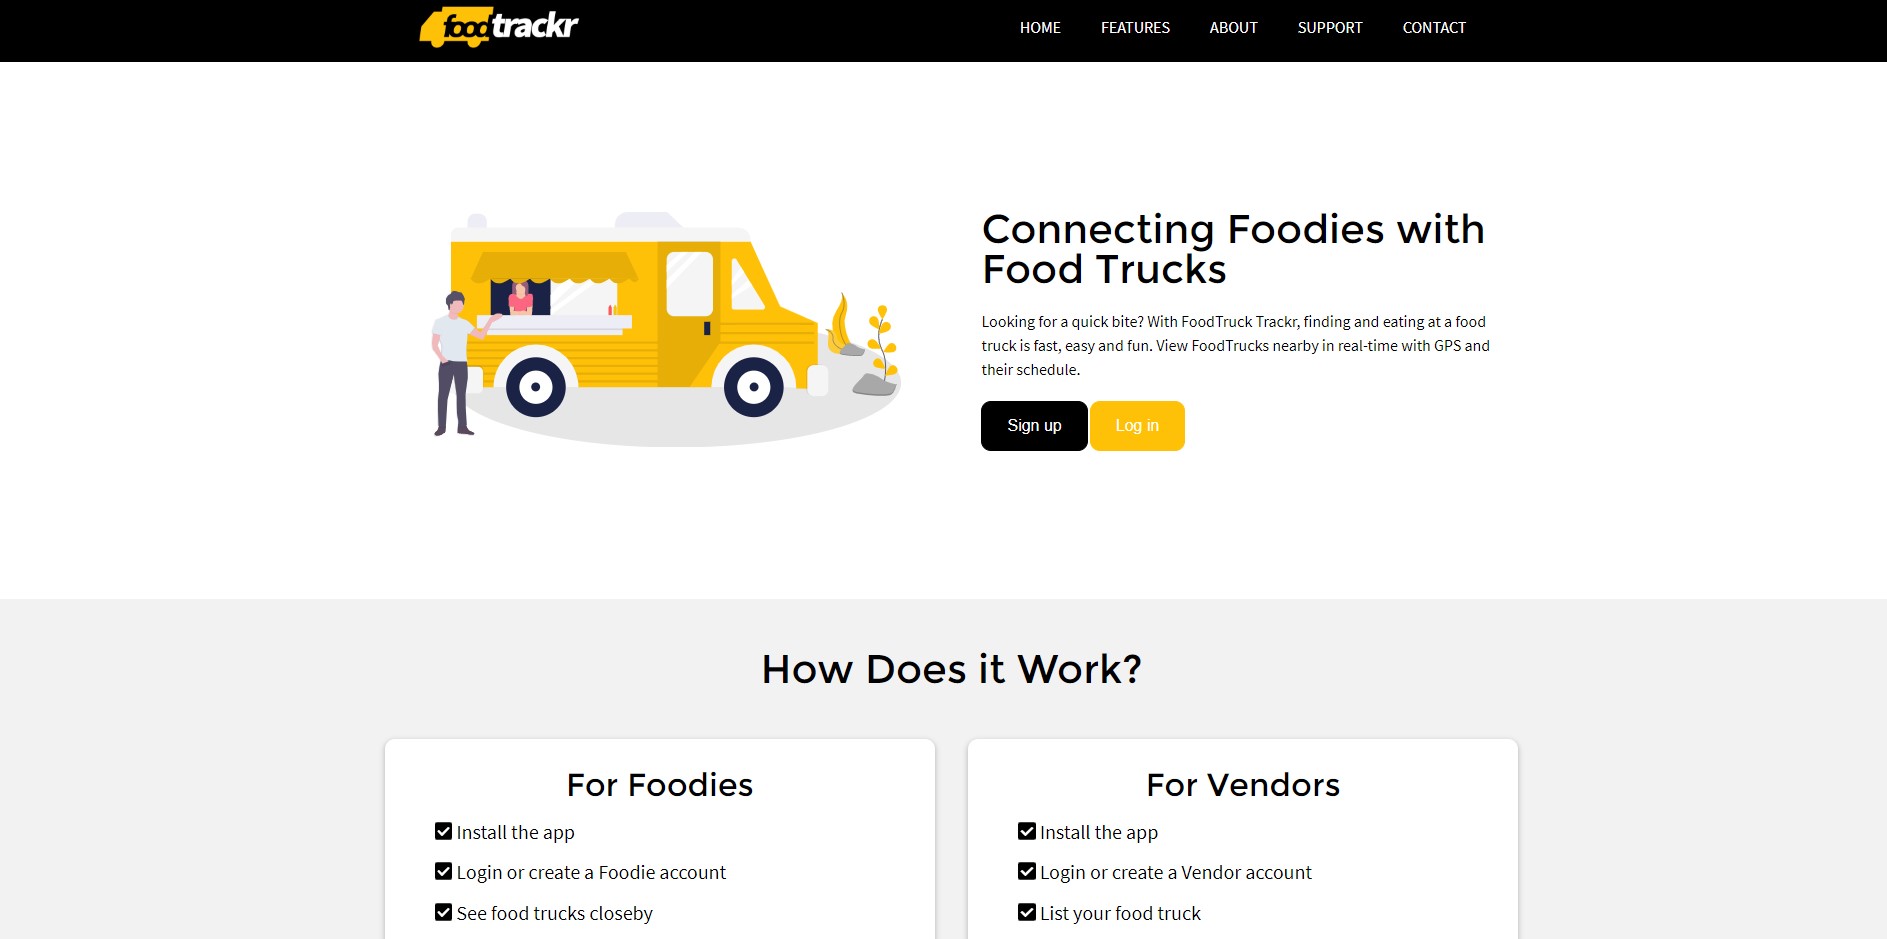 foodtrackr
HOME FEATURES ABOUT SUPPORT CONTACT
Connecting Foodies with
Food Trucks
Looking for a quick bite? With FoodTruck Trackr, finding and eating at a food
truck is fast, easy and fun. View FoodTrucks nearby in real-time with GPS and
their schedule.
Sign up Log in
How Does it Work?
For Foodies
Install the app
Login or create a Foodie account
See food trucks closeby
For Vendors
Install the app
Login or create a Vendor account
List your food truck